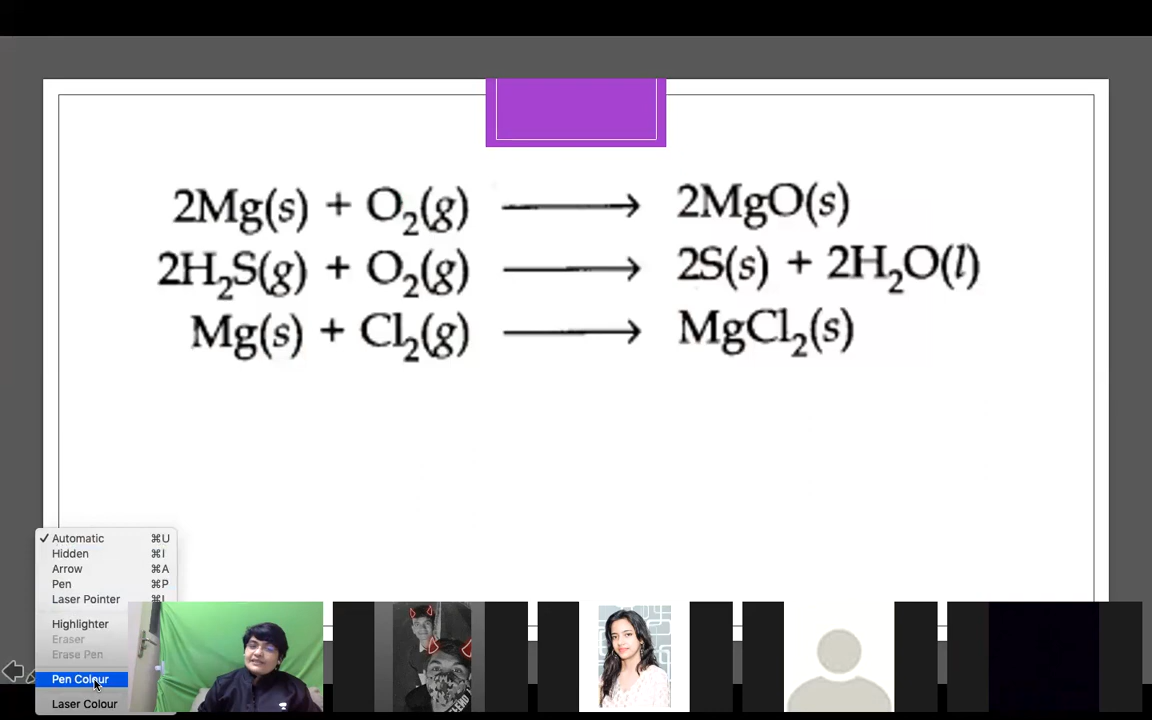 2Mg(s) + O₂(g) ⟶ 2MgO(s)
2H₂S(g) + O₂(g) ⟶ 2S(s) + 2H₂O(l)
Mg(s) + Cl₂(g) ⟶ MgCl₂(s)
✓ Automatic ⌘U
Hidden ⌘I
Arrow ⌘A
Pen ⌘P
Laser Pointer ⌘L
Highlighter
Eraser
Erase Pen
Pen Colour
Laser Colour